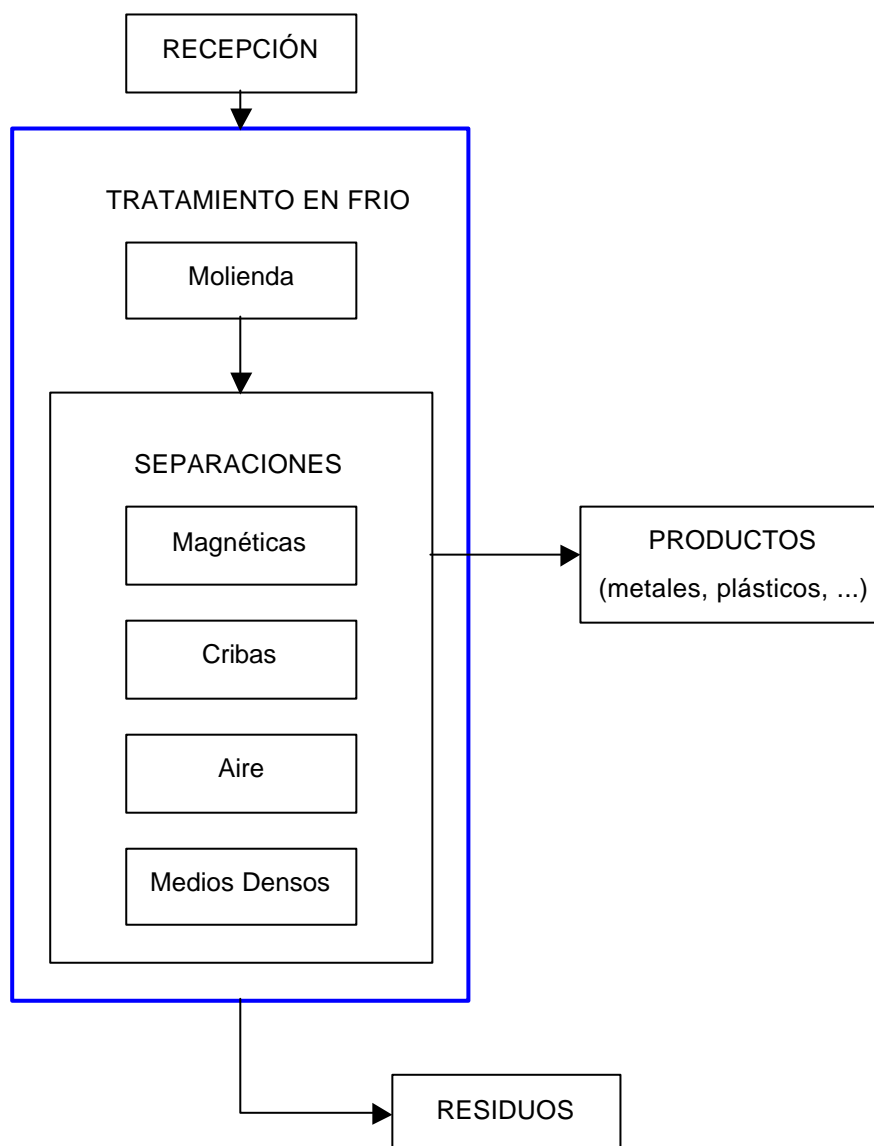 RECEPCIÓN
TRATAMIENTO EN FRIO
Molienda
SEPARACIONES
Magnéticas
Cribas
Aire
Medios Densos
PRODUCTOS
(metales, plásticos, ...)
RESIDUOS